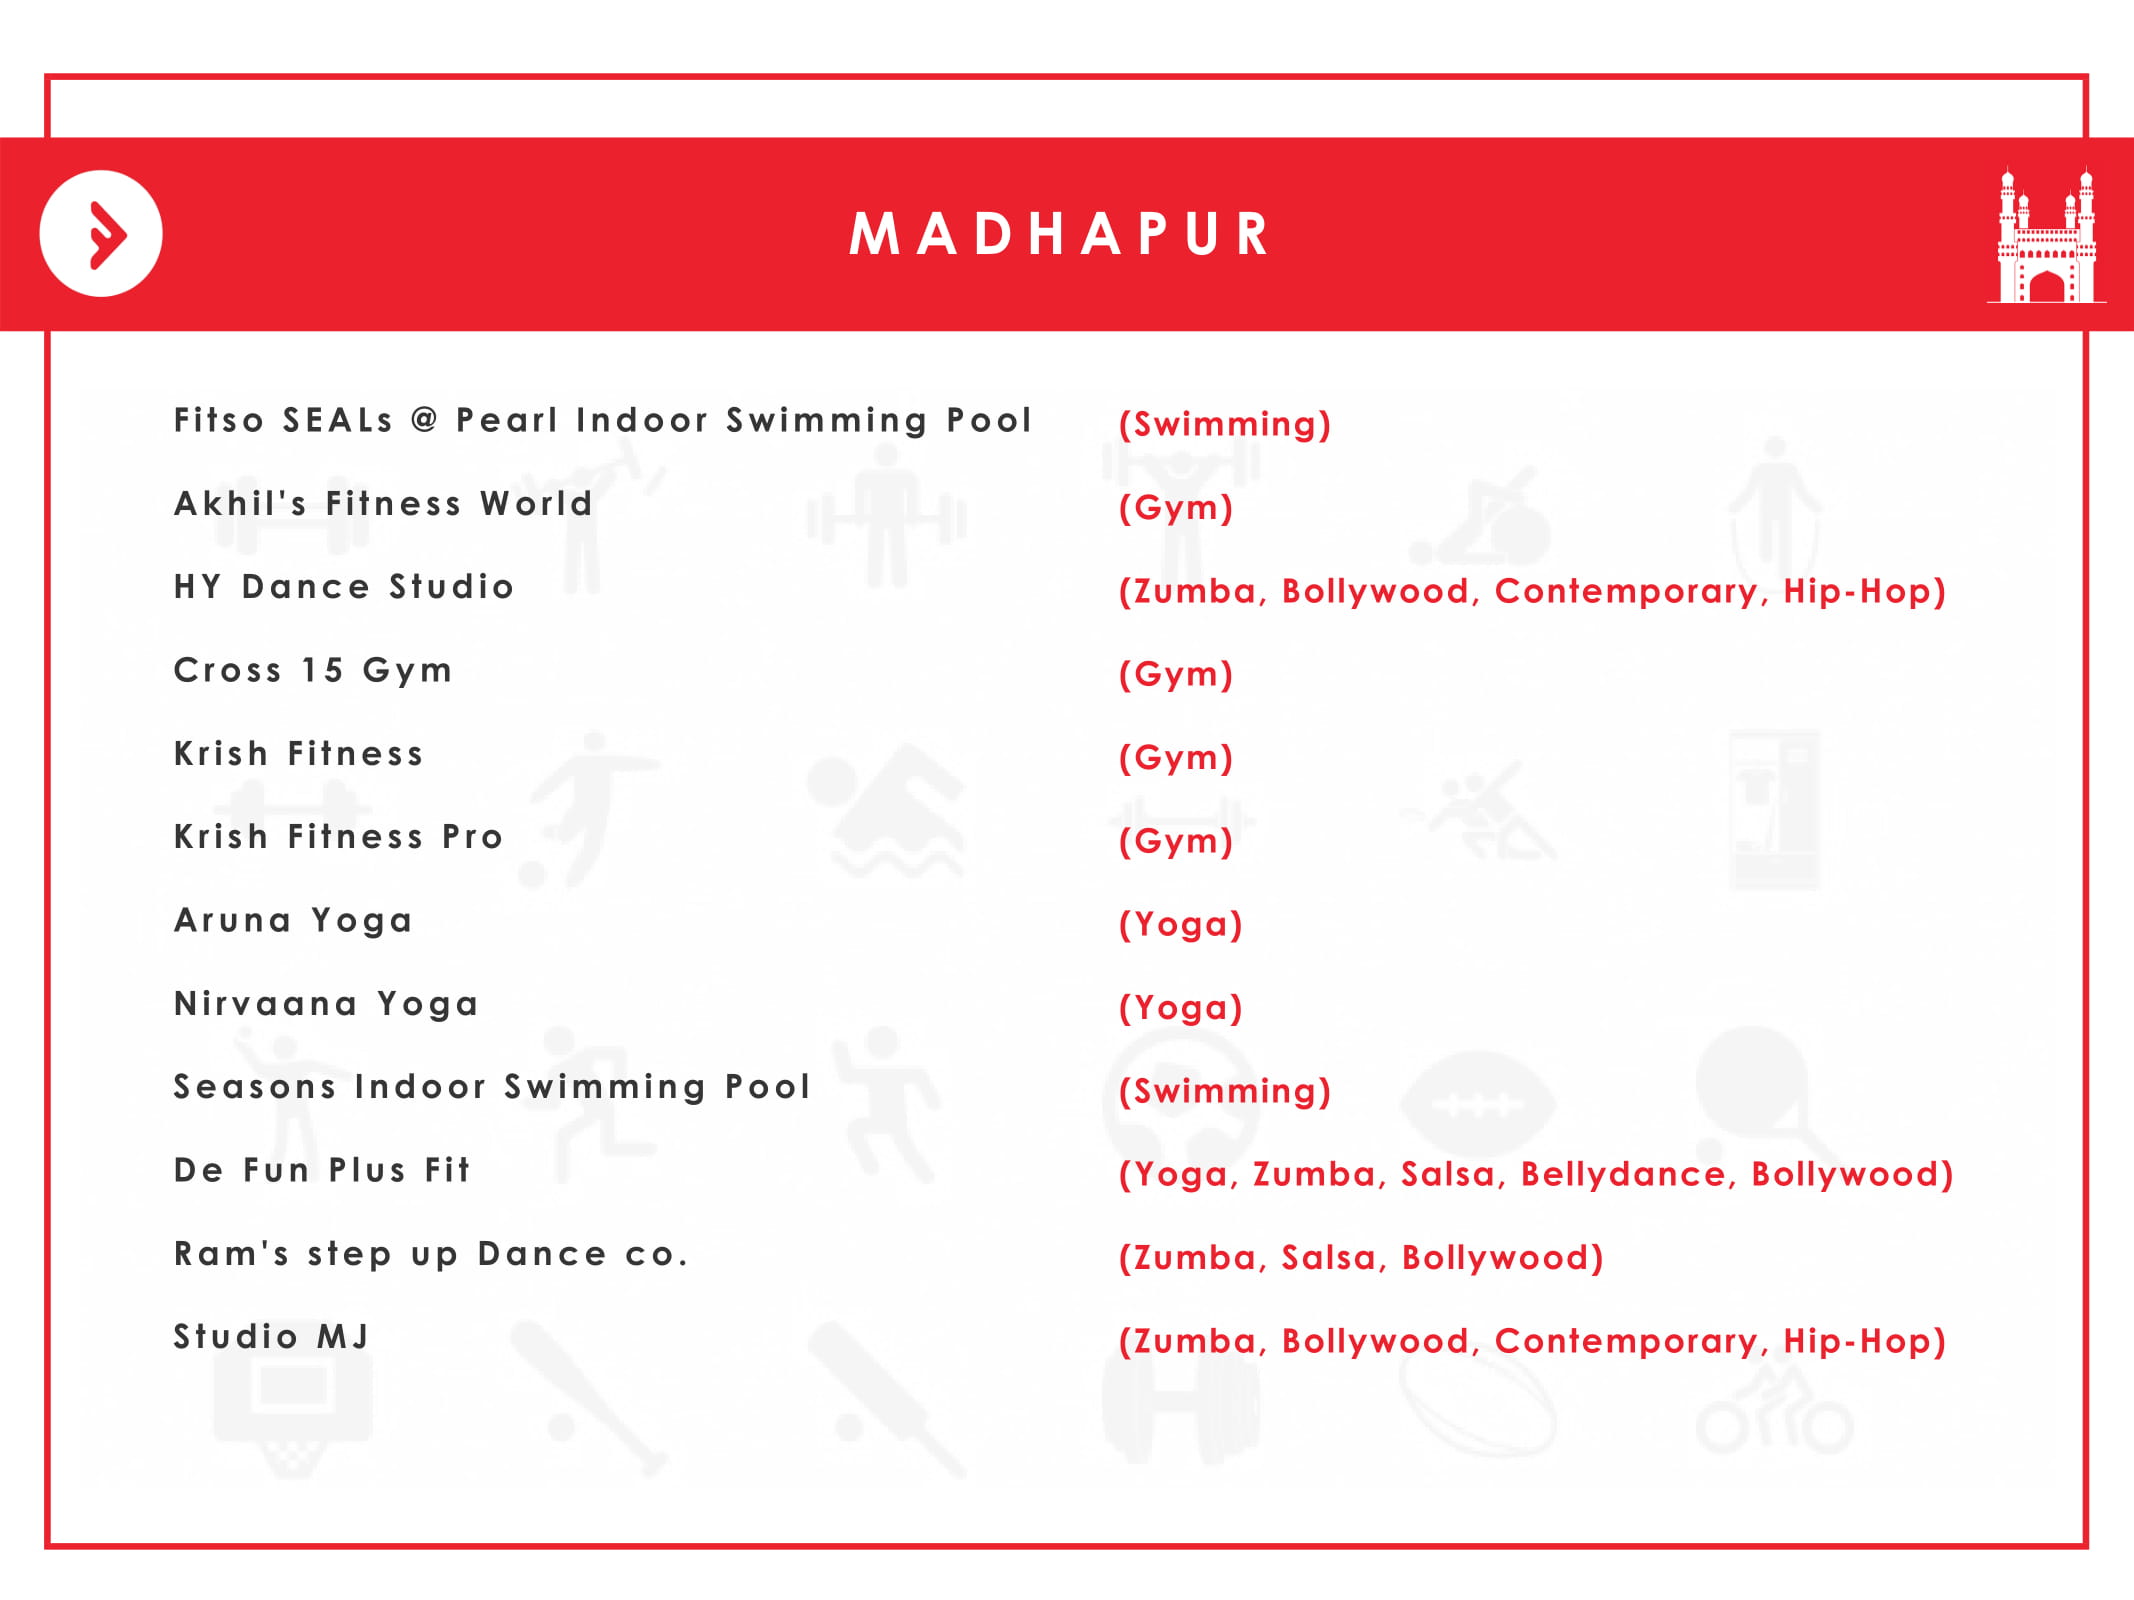 MADHAPUR
Fitso SEALs @ Pearl Indoor Swimming Pool (Swimming)
Akhil's Fitness World (Gym)
HY Dance Studio (Zumba, Bollywood, Contemporary, Hip-Hop)
Cross 15 Gym (Gym)
Krish Fitness (Gym)
Krish Fitness Pro (Gym)
Aruna Yoga (Yoga)
Nirvaana Yoga (Yoga)
Seasons Indoor Swimming Pool (Swimming)
De Fun Plus Fit (Yoga, Zumba, Salsa, Bellydance, Bollywood)
Ram's step up Dance co. (Zumba, Salsa, Bollywood)
Studio MJ (Zumba, Bollywood, Contemporary, Hip-Hop)